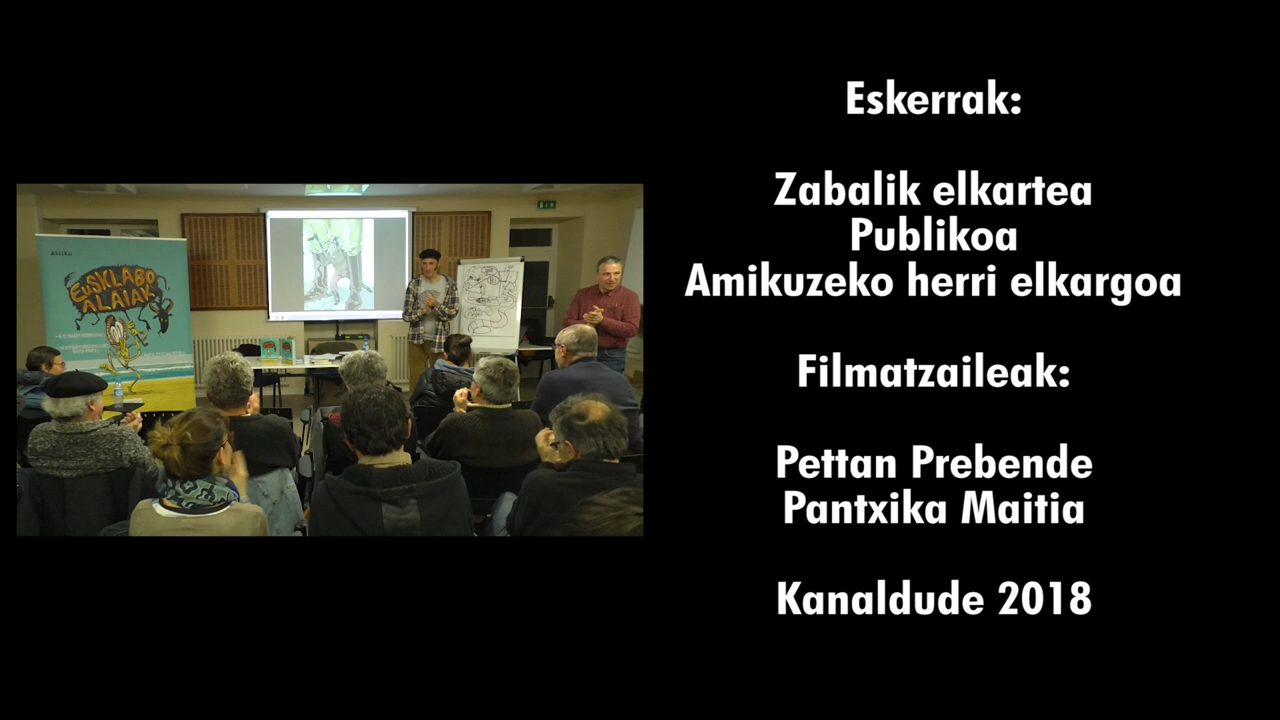 Eskerrak:
Zabalik elkartea
Publikoa
Amikuzeko herri elkargoa
Filmatzaileak:
Pettan Prebende
Pantxika Maitia
Kanaldude 2018
ESKLABO
ALAIAK